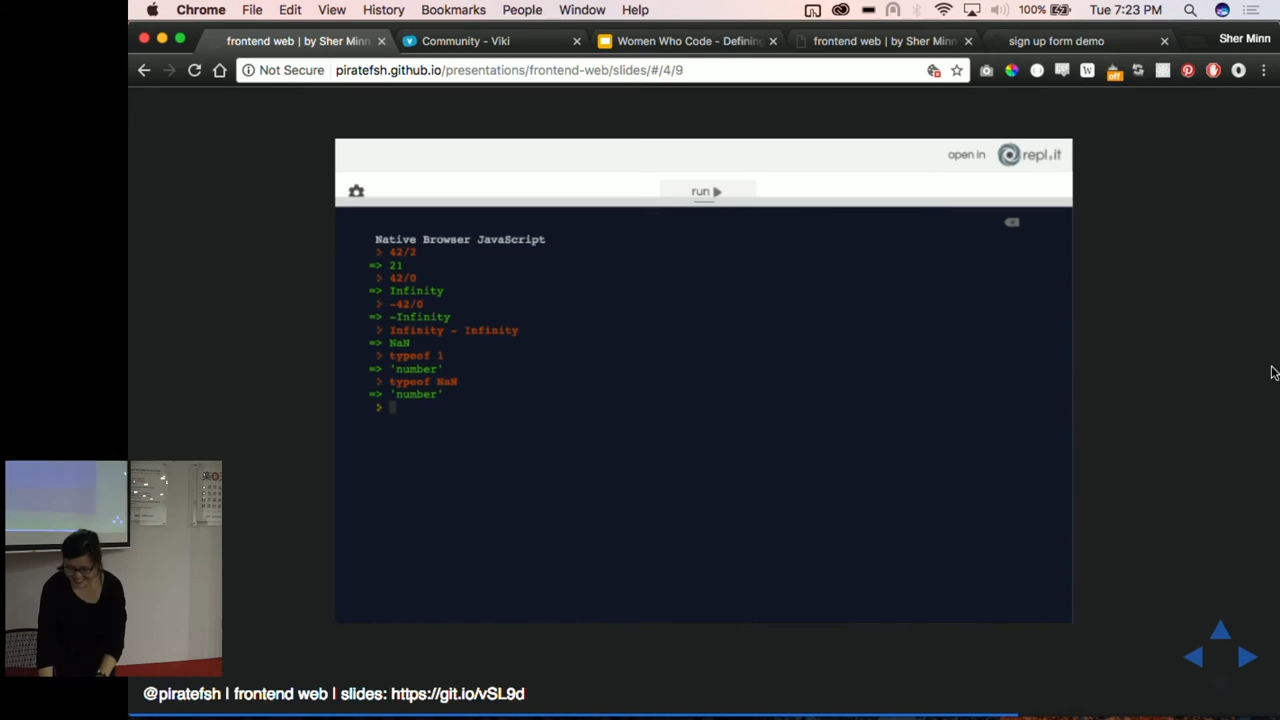 Chrome File Edit View History Bookmarks People Window Help 100% Tue 7:23 PM
frontend web | by Sher Minn Community - Viki Women Who Code - Defining frontend web | by Sher Minn sign up form demo Sher Minn
Not Secure piratefsh.github.io/presentations/frontend-web/slides/#/4/9
off
open in repl.it
run
Native Browser JavaScript
> 42/2
=> 21
> 42/0
=> Infinity
> -42/0
=> -Infinity
> Infinity - Infinity
=> NaN
> typeof 1
=> 'number'
> typeof NaN
=> 'number'
>
@piratefsh | frontend web | slides: https://git.io/vSL9d